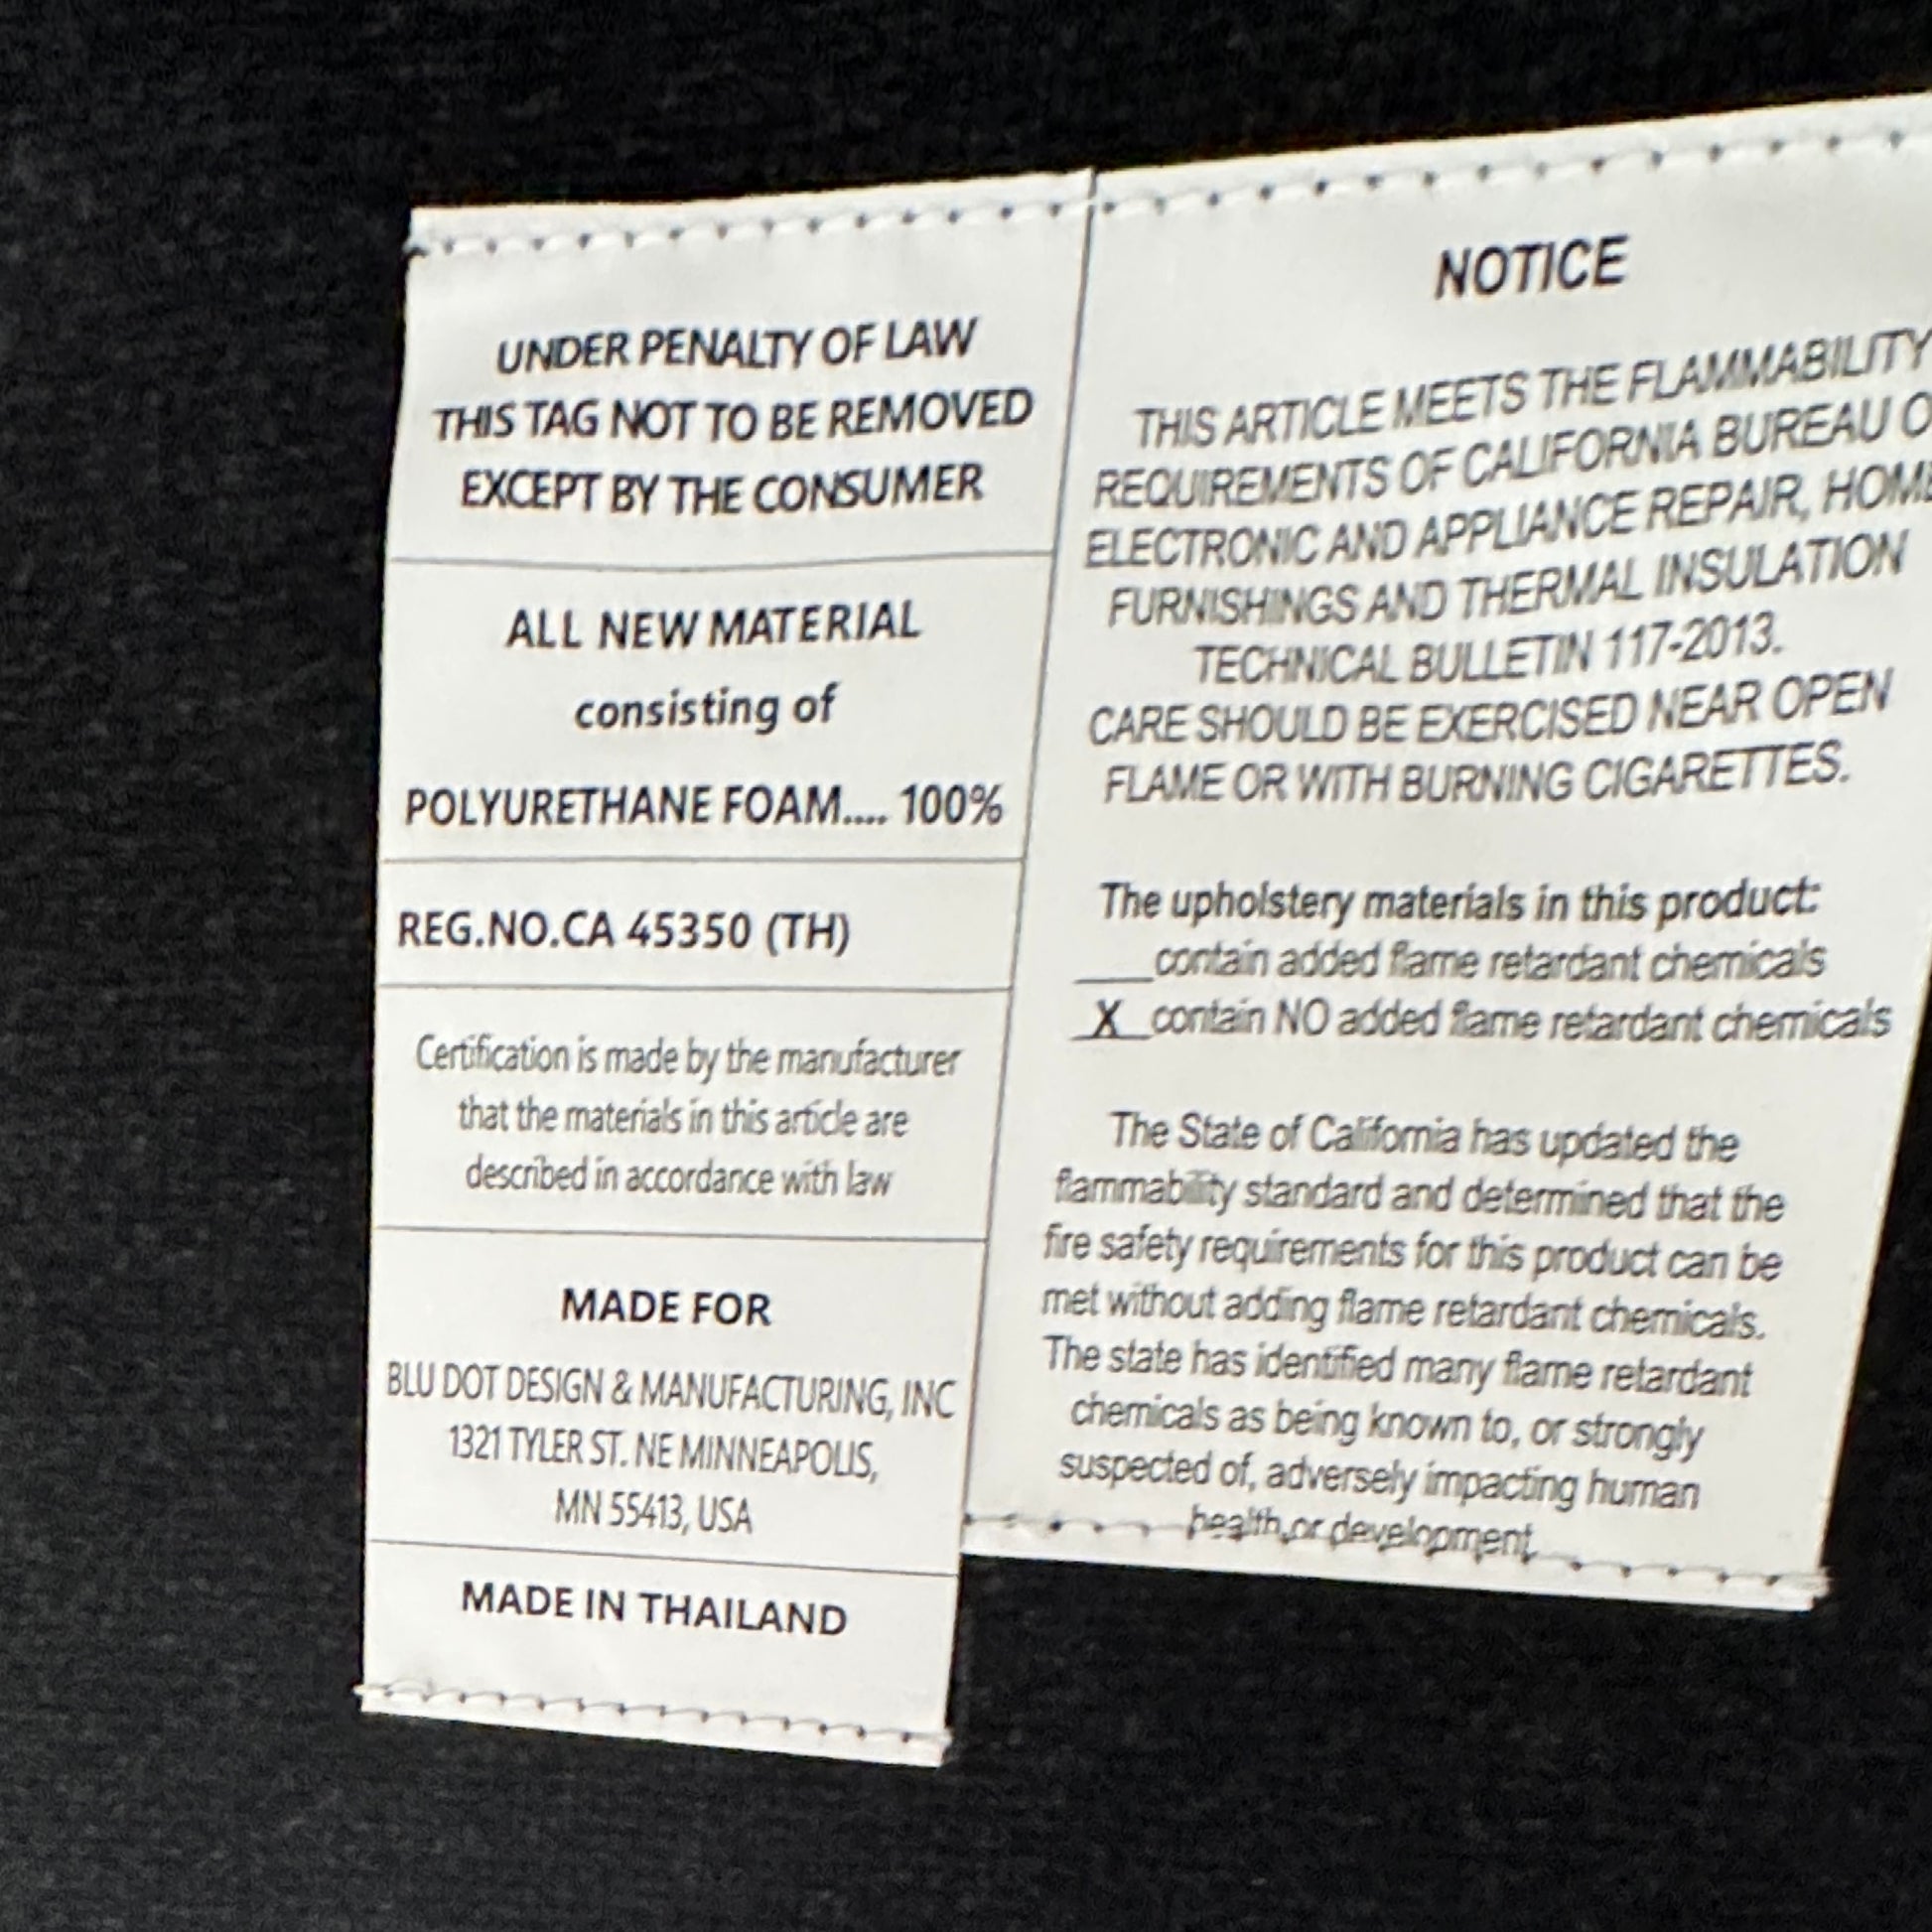 UNDER PENALTY OF LAW
THIS TAG NOT TO BE REMOVED
EXCEPT BY THE CONSUMER
ALL NEW MATERIAL
consisting of
POLYURETHANE FOAM.... 100%
REG.NO.CA 45350 (TH)
Certification is made by the manufacturer
that the materials in this article are
described in accordance with law
MADE FOR
BLU DOT DESIGN & MANUFACTURING, INC
1321 TYLER ST. NE MINNEAPOLIS,
MN 55413, USA
MADE IN THAILAND
NOTICE
THIS ARTICLE MEETS THE FLAMMABILITY
REQUIREMENTS OF CALIFORNIA BUREAU O
ELECTRONIC AND APPLIANCE REPAIR, HOME
FURNISHINGS AND THERMAL INSULATION
TECHNICAL BULLETIN 117-2013.
CARE SHOULD BE EXERCISED NEAR OPEN
FLAME OR WITH BURNING CIGARETTES.
The upholstery materials in this product:
___contain added flame retardant chemicals
_X_contain NO added flame retardant chemicals
The State of California has updated the
flammability standard and determined that the
fire safety requirements for this product can be
met without adding flame retardant chemicals.
The state has identified many flame retardant
chemicals as being known to, or strongly
suspected of, adversely impacting human
health or development.